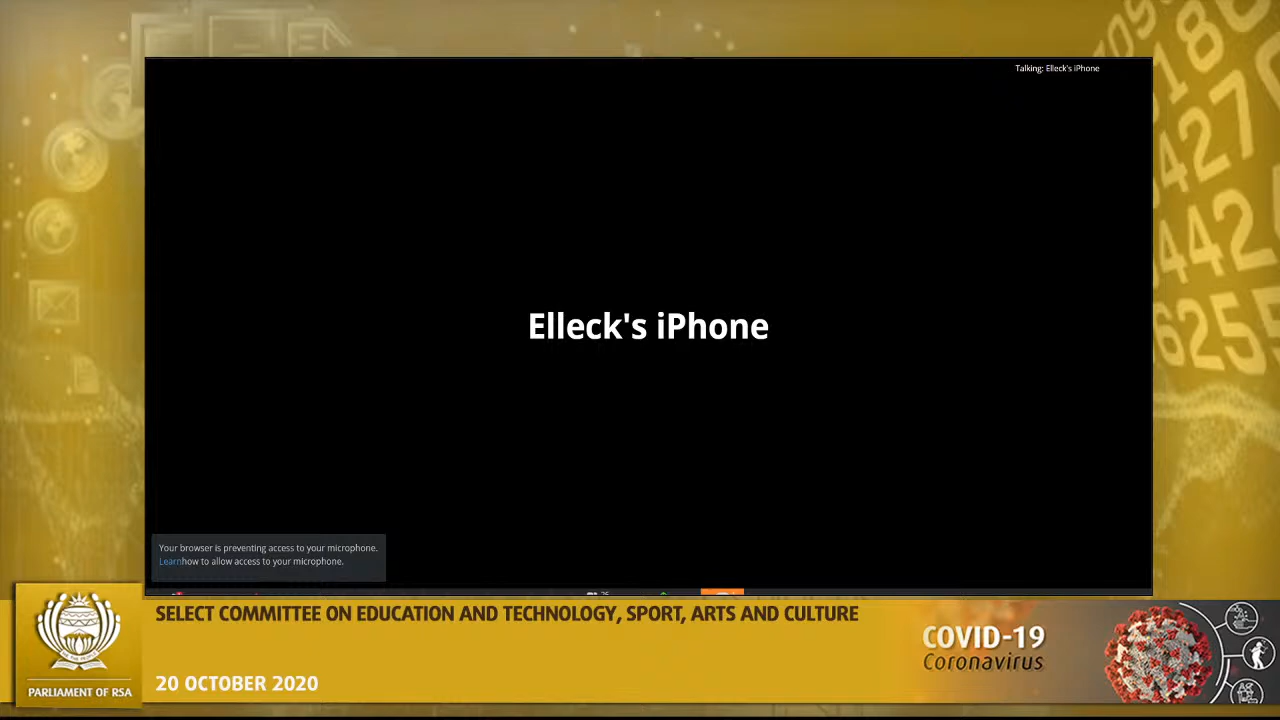 Talking: Elleck's iPhone
Elleck's iPhone
Your browser is preventing access to your microphone.
Learnhow to allow access to your microphone.
SELECT COMMITTEE ON EDUCATION AND TECHNOLOGY, SPORT, ARTS AND CULTURE
20 OCTOBER 2020
PARLIAMENT OF RSA
COVID-19
Coronavirus